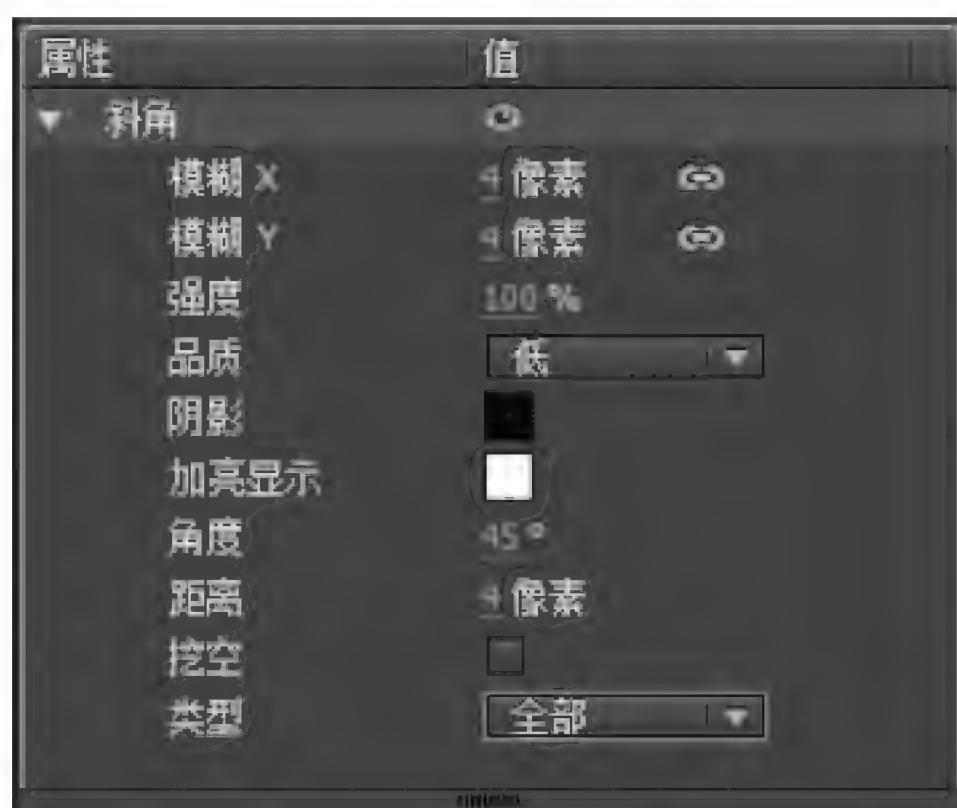 属性 值
斜角
模糊 X 4 像素
模糊 Y 4 像素
强度 100 %
品质 低
阴影
加亮显示
角度 45 °
距离 4 像素
挖空
类型 全部